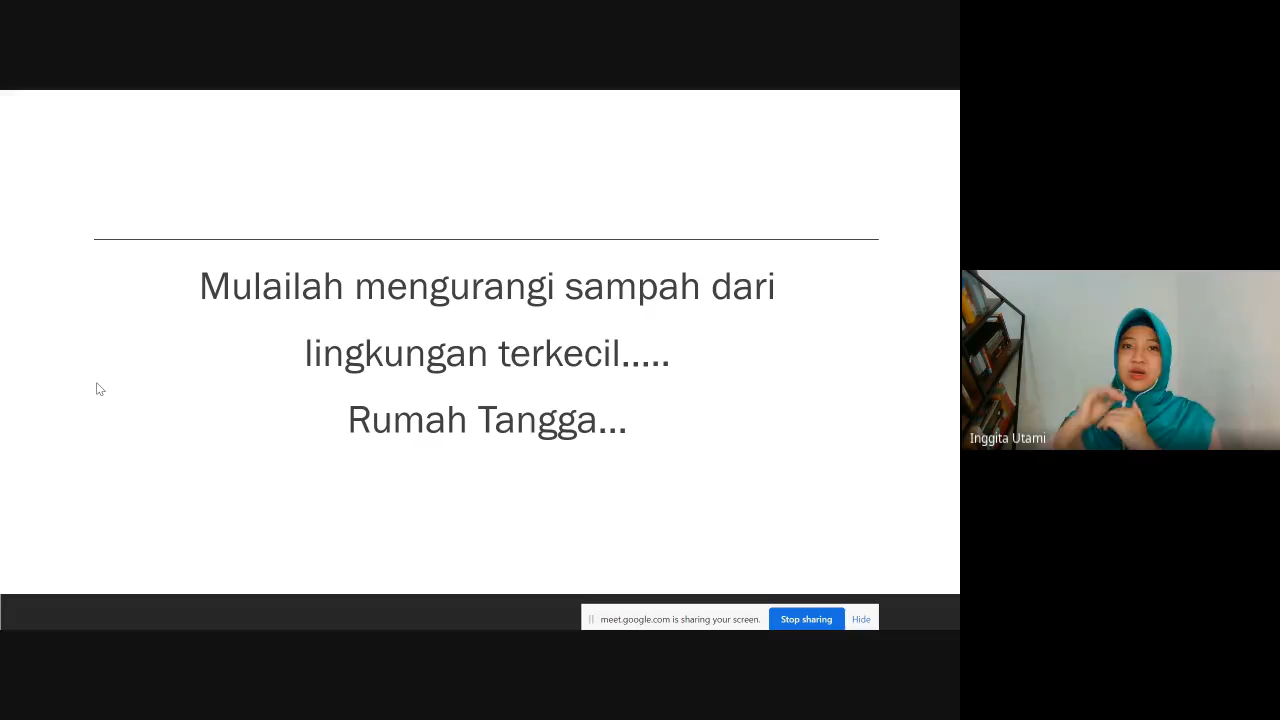 Mulailah mengurangi sampah dari
lingkungan terkecil.....
Rumah Tangga...
Inggita Utami
meet.google.com is sharing your screen.
Stop sharing
Hide